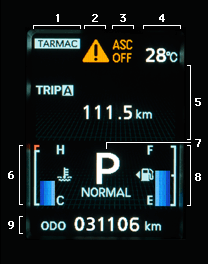 1 2 3 4
TARMAC ASC OFF 28°C
5
TRIP A
111.5 km
7
F H F
6 P 8
NORMAL
C E
9 ODO 031106 km